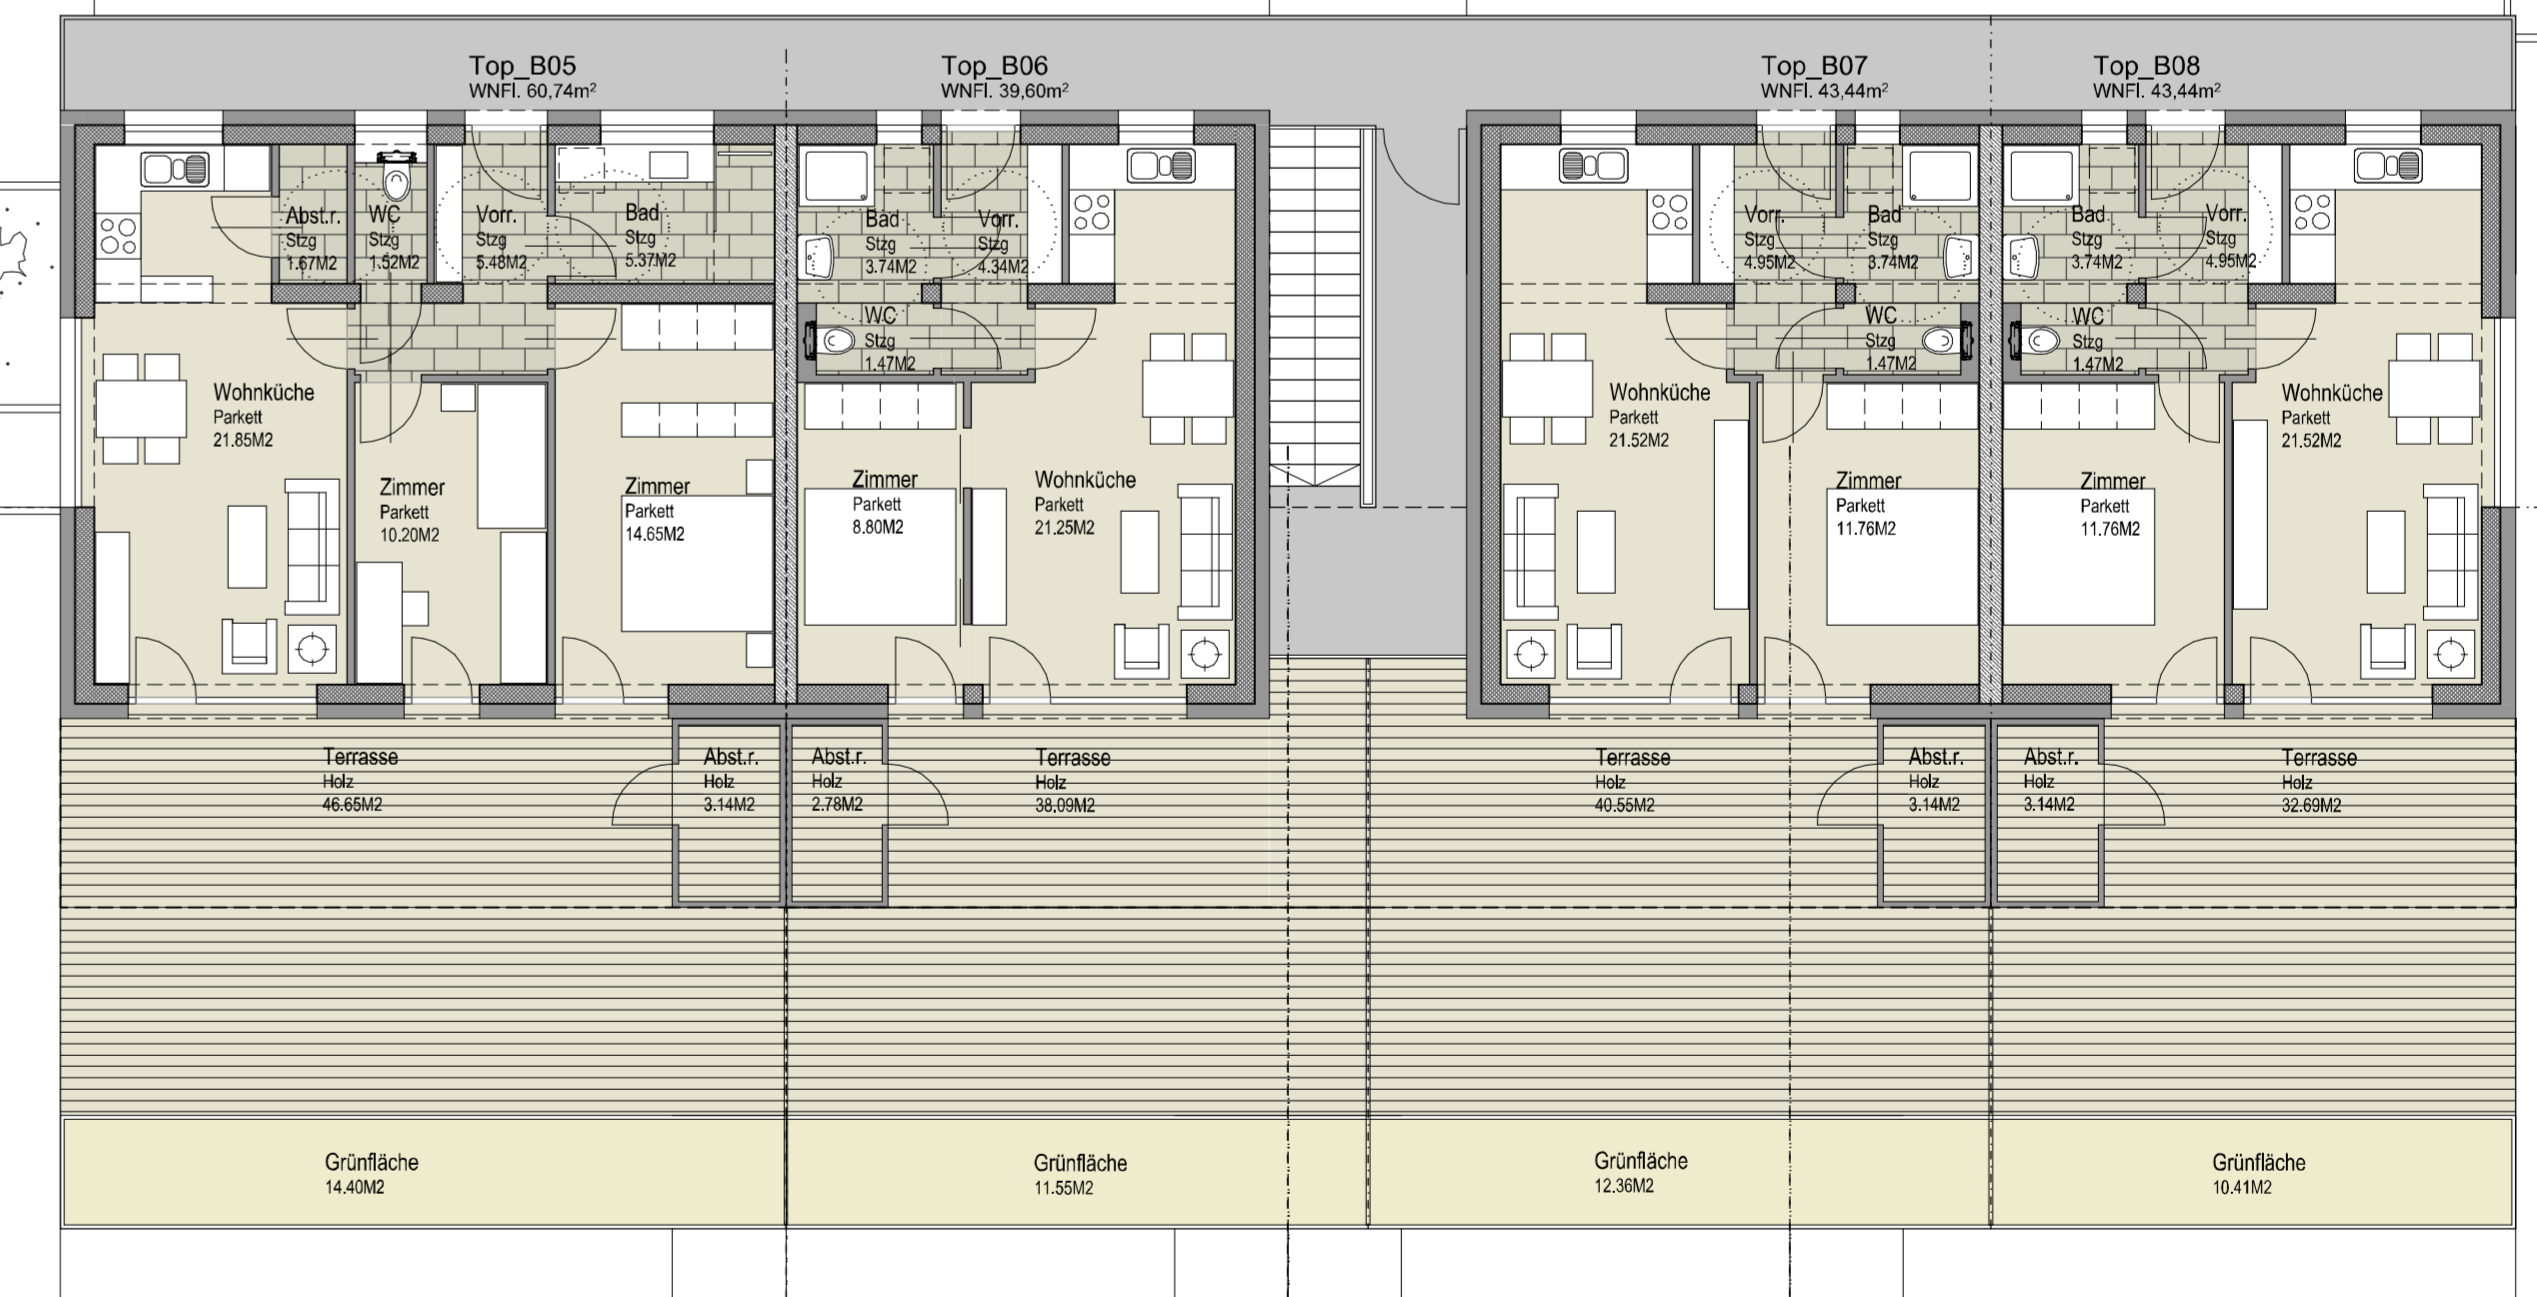 Top_B05
WNFl. 60,74m²
Top_B06
WNFl. 39,60m²
Top_B07
WNFl. 43,44m²
Top_B08
WNFl. 43,44m²
Abst.r.
Stzg
1.67M2
WC
Stzg
1.52M2
Vorr.
Stzg
5.48M2
Bad
Stzg
5.37M2
Bad
Stzg
3.74M2
Vorr.
Stzg
4.34M2
Vorr.
Stzg
4.95M2
Bad
Stzg
3.74M2
Bad
Stzg
3.74M2
Vorr.
Stzg
4.95M2
WC
Stzg
1.47M2
WC
Stzg
1.47M2
WC
Stzg
1.47M2
Wohnküche
Parkett
21.85M2
Zimmer
Parkett
10.20M2
Zimmer
Parkett
14.65M2
Zimmer
Parkett
8.80M2
Wohnküche
Parkett
21.25M2
Wohnküche
Parkett
21.52M2
Zimmer
Parkett
11.76M2
Zimmer
Parkett
11.76M2
Wohnküche
Parkett
21.52M2
Terrasse
Holz
46.65M2
Abst.r.
Holz
3.14M2
Abst.r.
Holz
2.78M2
Terrasse
Holz
38.09M2
Terrasse
Holz
40.55M2
Abst.r.
Holz
3.14M2
Abst.r.
Holz
3.14M2
Terrasse
Holz
32.69M2
Grünfläche
14.40M2
Grünfläche
11.55M2
Grünfläche
12.36M2
Grünfläche
10.41M2